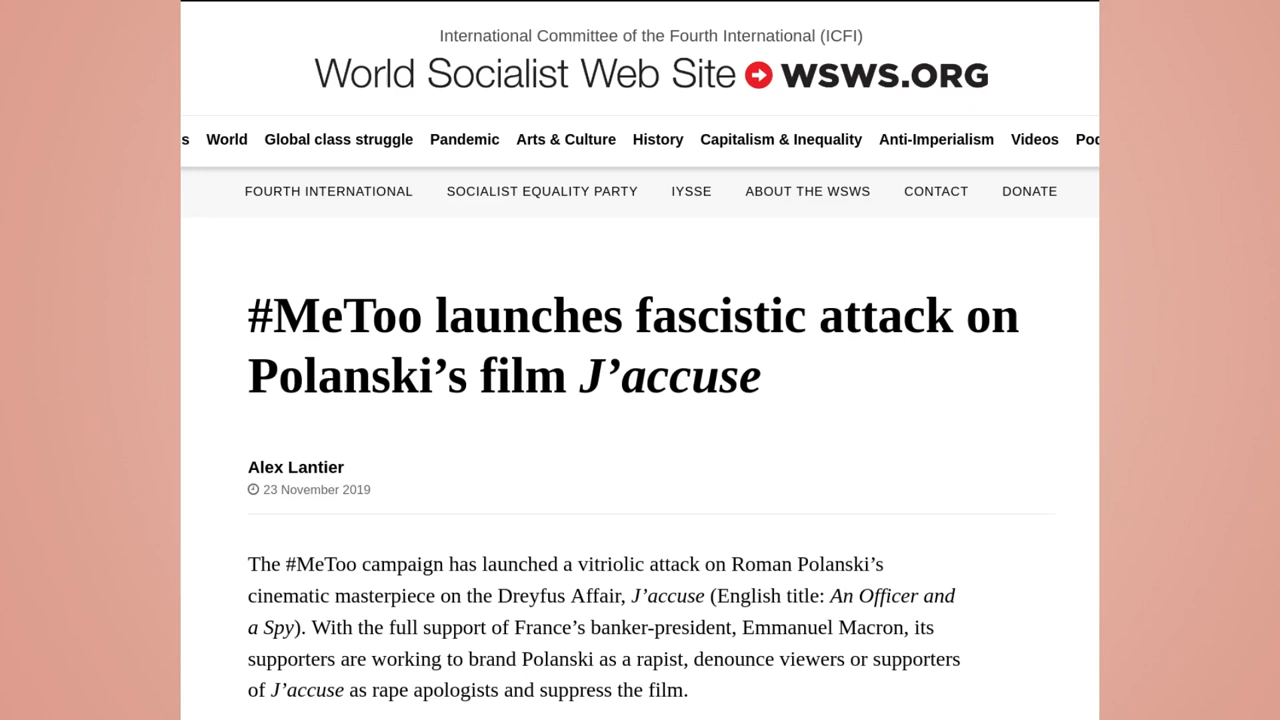 International Committee of the Fourth International (ICFI)
World Socialist Web Site WSWS.ORG
s World Global class struggle Pandemic Arts & Culture History Capitalism & Inequality Anti-Imperialism Videos Pod
FOURTH INTERNATIONAL SOCIALIST EQUALITY PARTY IYSSE ABOUT THE WSWS CONTACT DONATE
#MeToo launches fascistic attack on
Polanski’s film J’accuse
Alex Lantier
23 November 2019
The #MeToo campaign has launched a vitriolic attack on Roman Polanski’s
cinematic masterpiece on the Dreyfus Affair, J’accuse (English title: An Officer and
a Spy). With the full support of France’s banker-president, Emmanuel Macron, its
supporters are working to brand Polanski as a rapist, denounce viewers or supporters
of J’accuse as rape apologists and suppress the film.